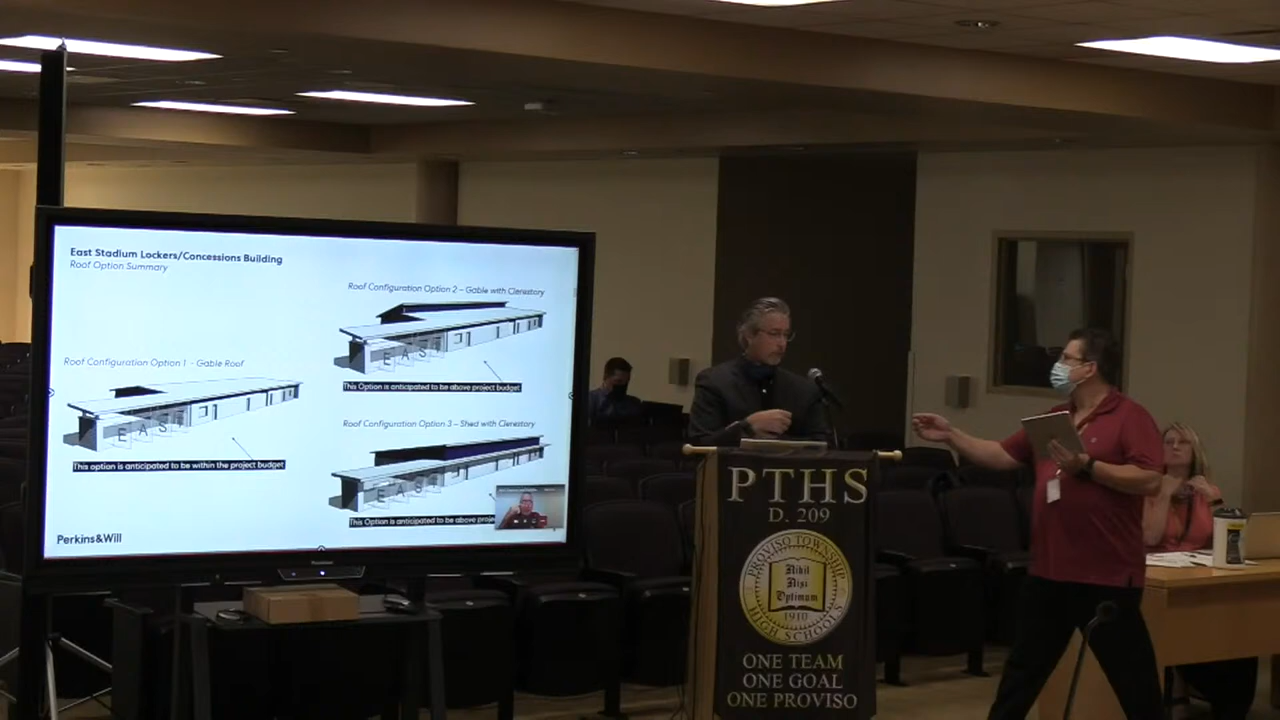 East Stadium Lockers/Concessions Building
Roof Option Summary
Roof Configuration Option 1 - Gable Roof
EAST
This option is anticipated to be within the project budget
Roof Configuration Option 2 – Gable with Clerestory
EAST
This Option is anticipated to be above project budget
Roof Configuration Option 3 – Shed with Clerestory
EAST
This Option is anticipated to be above proje
Perkins&Will
Panasonic
PTHS
D. 209
PROVISO TOWNSHIP
Nihil
Nisi
Optimum
1910
HIGH SCHOOLS
ONE TEAM
ONE GOAL
ONE PROVISO